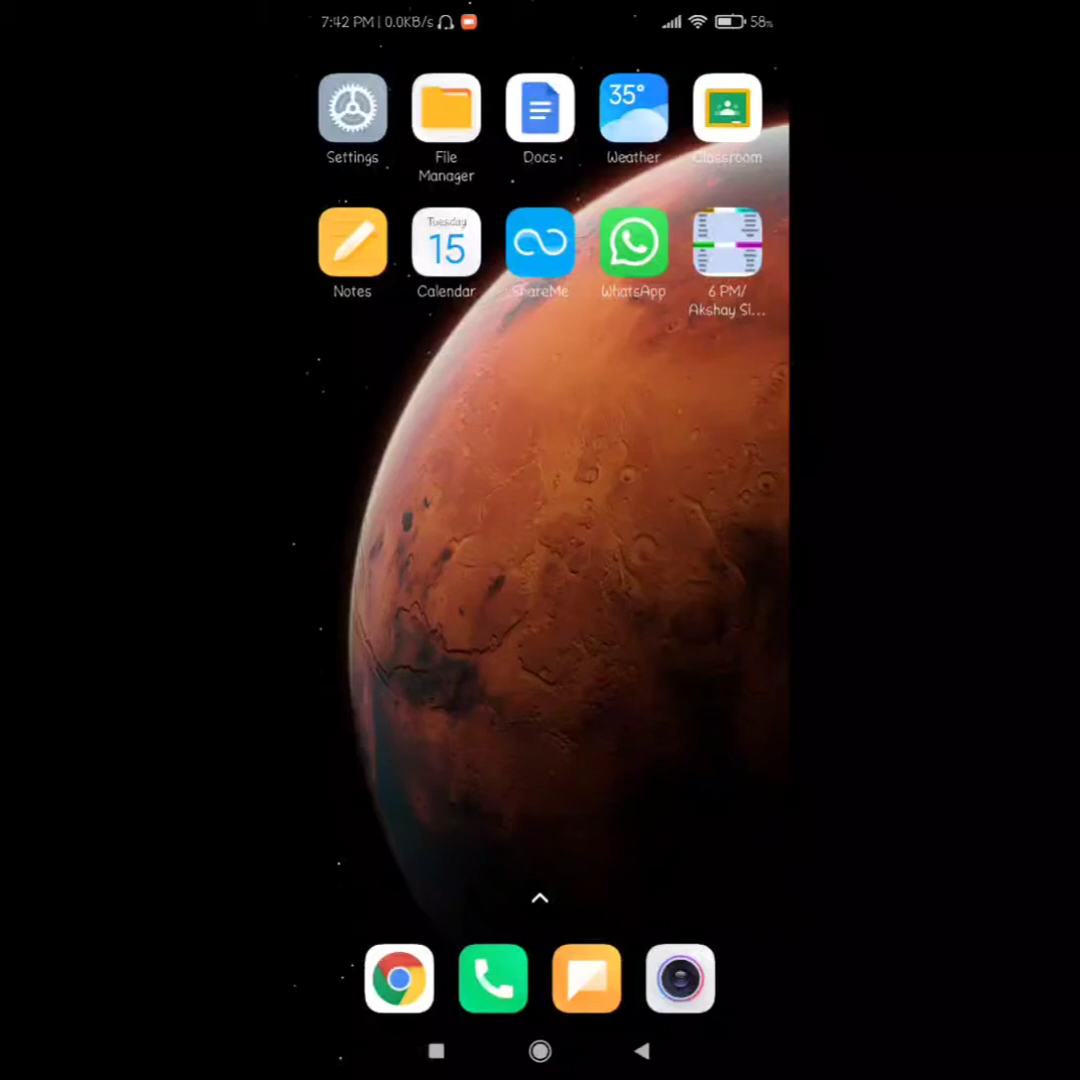 7:42 PM | 0.0KB/s
58%
35°
Settings
File
Manager
Docs
Weather
Classroom
Tuesday
15
Notes
Calendar
ShareMe
WhatsApp
6 PM/
Akshay Si...